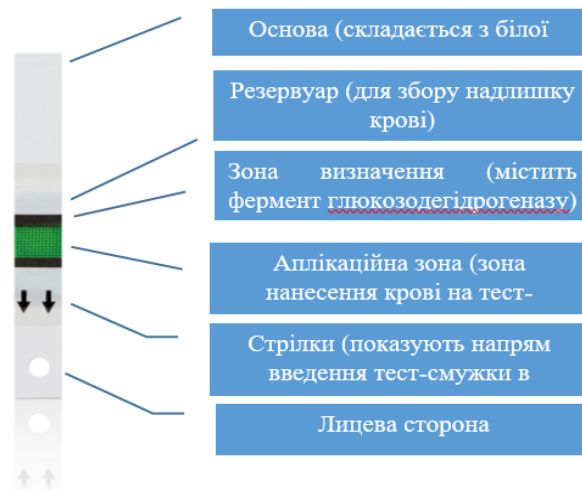 Основа (складається з білої
Резервуар (для збору надлишку
крові)
Зона визначення (містить
фермент глюкозодегідрогеназу)
Аплікаційна зона (зона
нанесення крові на тест-
Стрілки (показують напрям
введення тест-смужки в
Лицева сторона